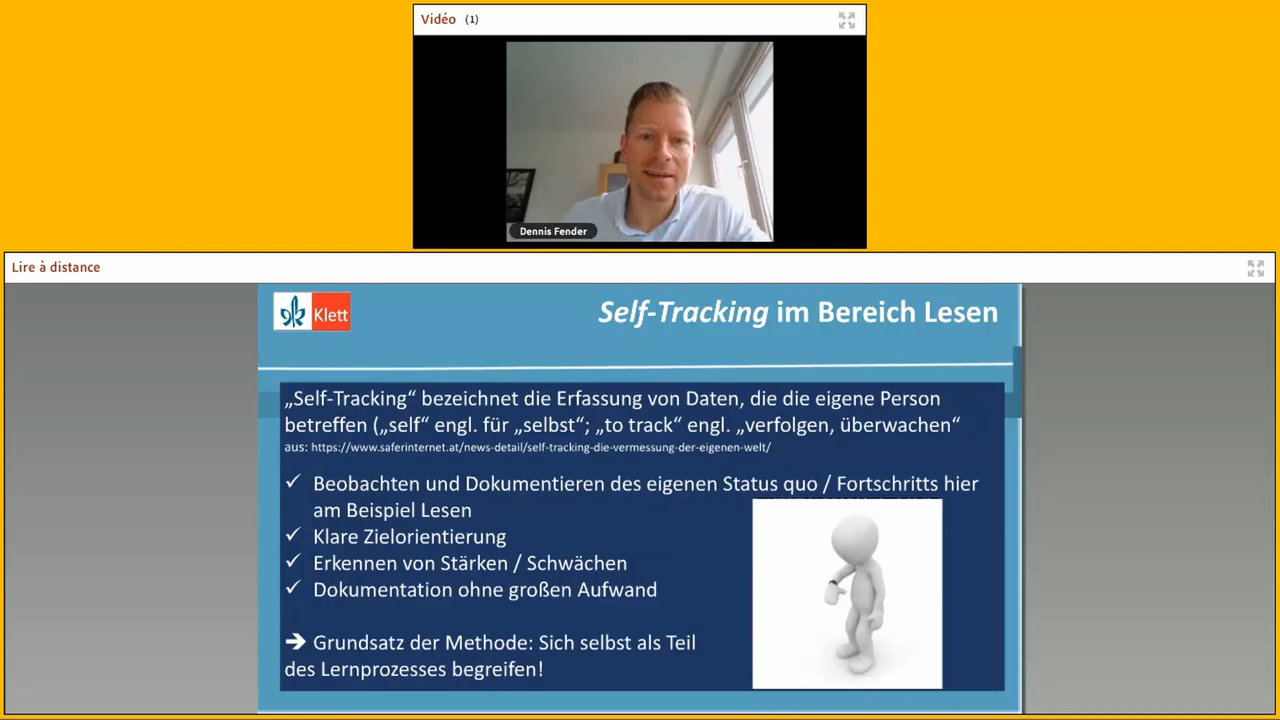 Vidéo (1)
Dennis Fender
Lire à distance
Klett
Self-Tracking im Bereich Lesen
„Self-Tracking“ bezeichnet die Erfassung von Daten, die die eigene Person
betreffen („self“ engl. für „selbst“; „to track“ engl. „verfolgen, überwachen“
aus: https://www.saferinternet.at/news-detail/self-tracking-die-vermessung-der-eigenen-welt/
✓ Beobachten und Dokumentieren des eigenen Status quo / Fortschritts hier
am Beispiel Lesen
✓ Klare Zielorientierung
✓ Erkennen von Stärken / Schwächen
✓ Dokumentation ohne großen Aufwand
➔ Grundsatz der Methode: Sich selbst als Teil
des Lernprozesses begreifen!